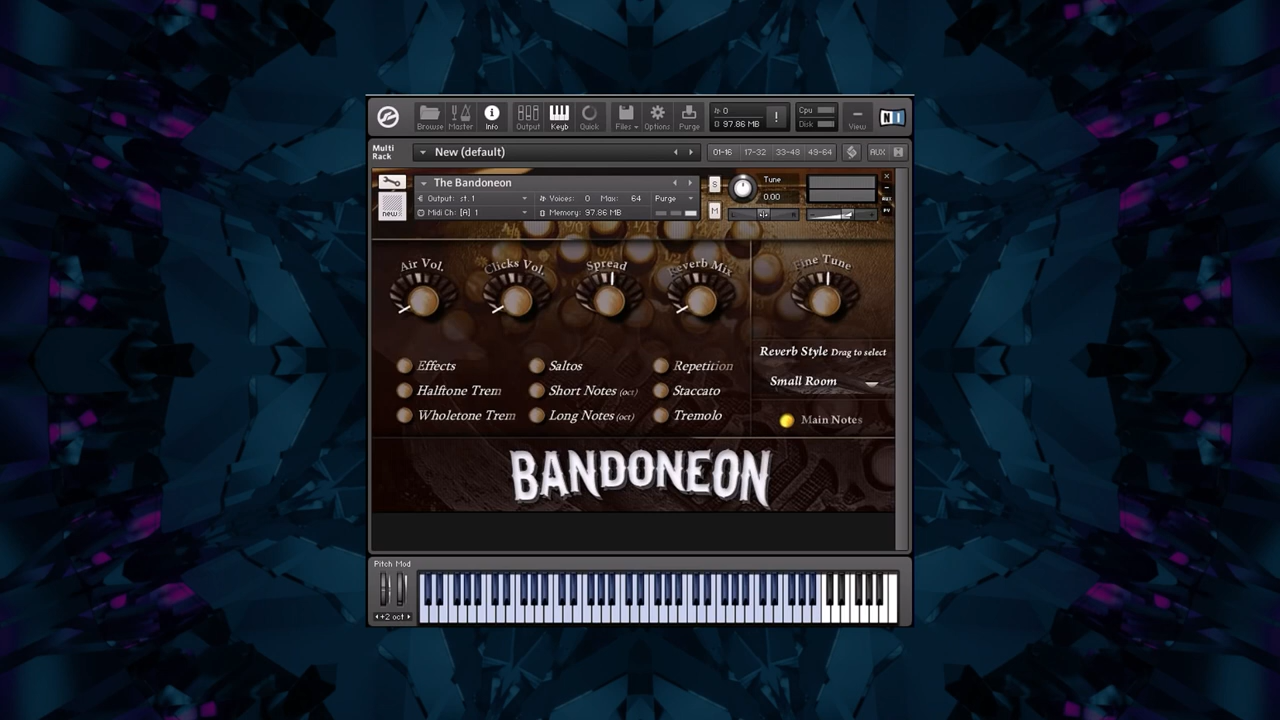 Browse Master Info Output Keyb Quick Files Options Purge 0 97.86 MB ! Cpu Disk View NI
Multi Rack New (default) 01-16 17-32 33-48 49-64 AUX
The Bandoneon S Tune
Output: st. 1 Voices: 0 Max: 64 Purge 0.00
new Midi Ch: [A] 1 Memory: 97.86 MB M L R AUX PV
Air Vol. Clicks Vol. Spread Reverb Mix Fine Tune
Reverb Style Drag to select
Effects Saltos Repetition
Small Room
Halftone Trem Short Notes (oct) Staccato
Wholetone Trem Long Notes (oct) Tremolo Main Notes
BANDONEON
Pitch Mod
+2 oct